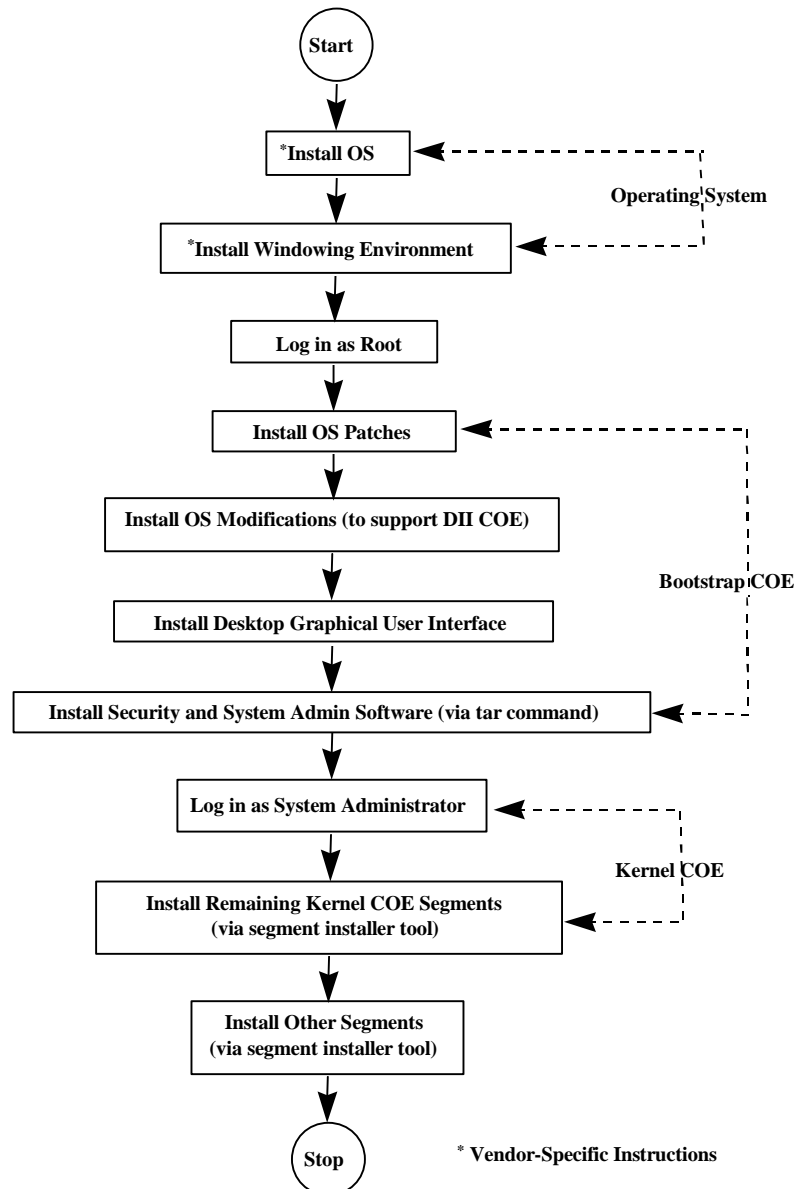 Start
*Install OS
Operating System
*Install Windowing Environment
Log in as Root
Install OS Patches
Install OS Modifications (to support DII COE)
Bootstrap COE
Install Desktop Graphical User Interface
Install Security and System Admin Software (via tar command)
Log in as System Administrator
Kernel COE
Install Remaining Kernel COE Segments
(via segment installer tool)
Install Other Segments
(via segment installer tool)
Stop
* Vendor-Specific Instructions